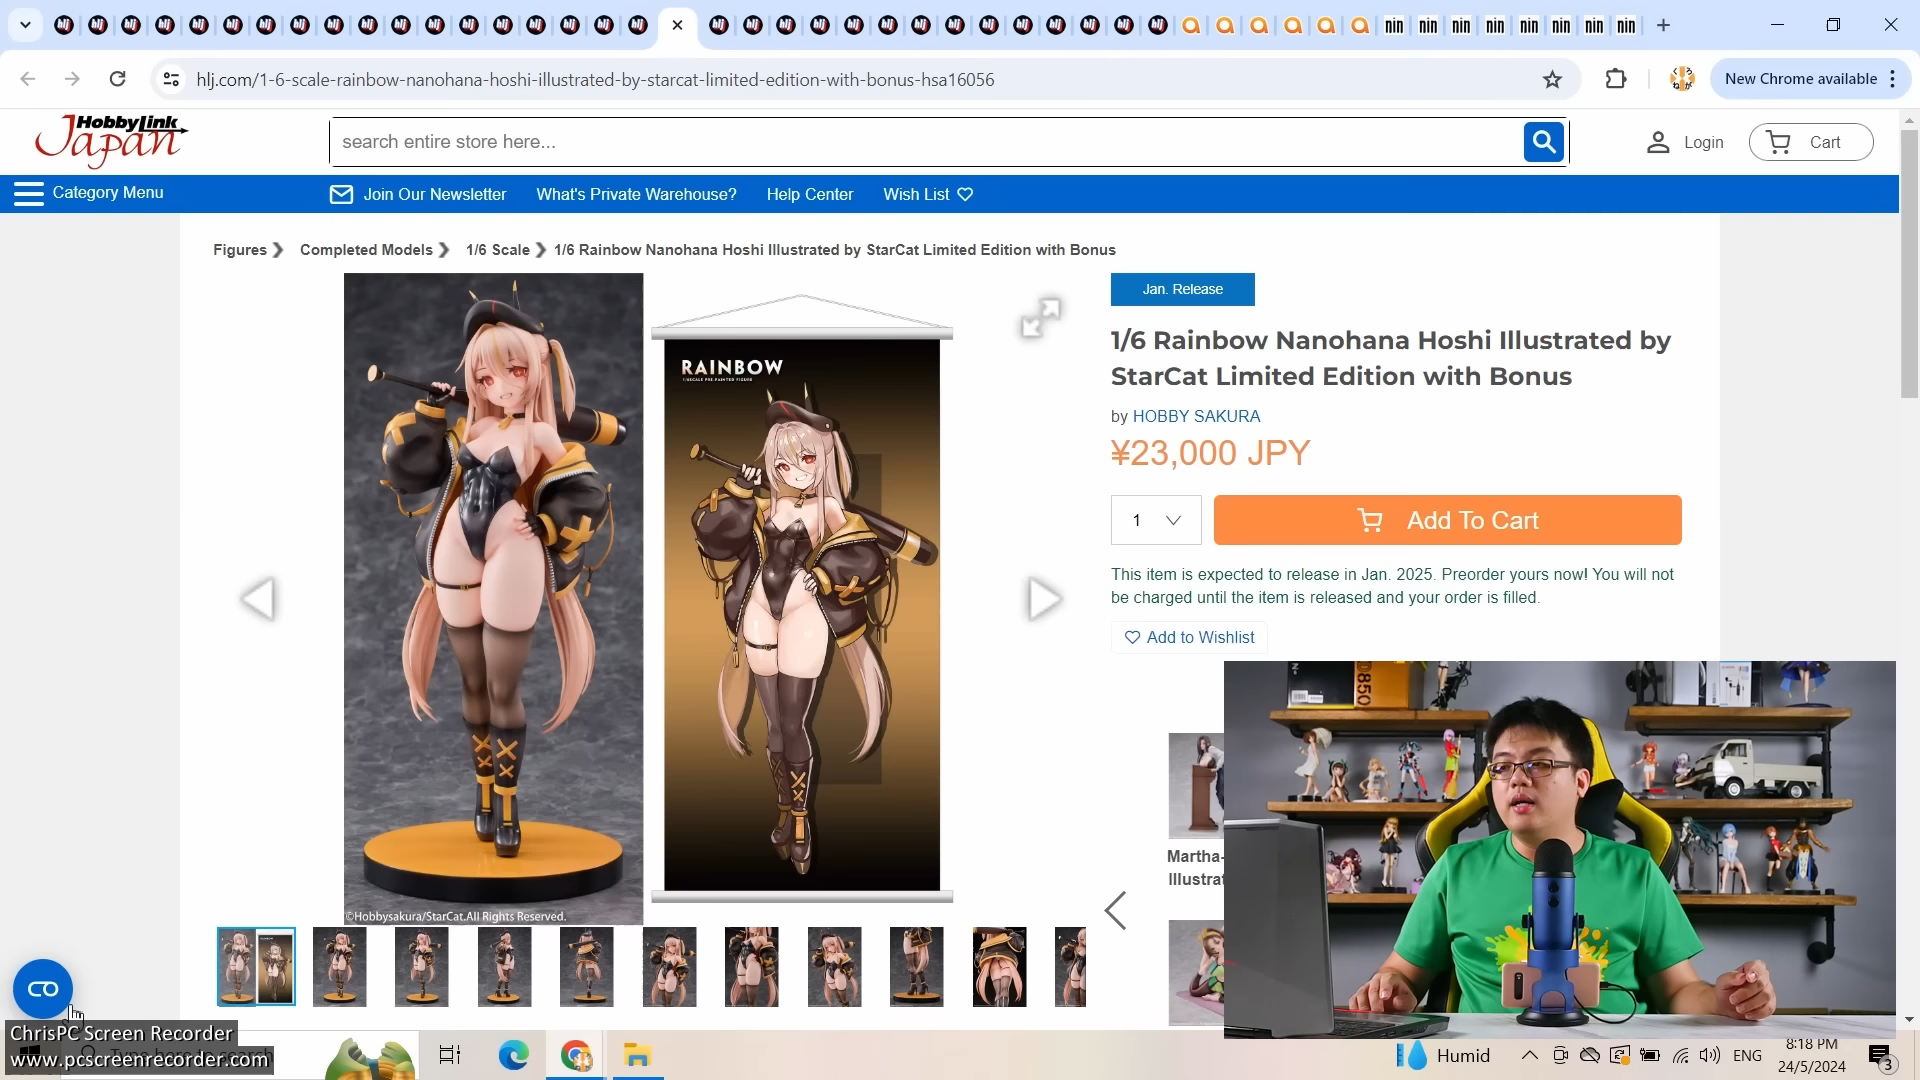 hlj.com/1-6-scale-rainbow-nanohana-hoshi-illustrated-by-starcat-limited-edition-with-bonus-hsa16056
New Chrome available
HobbyLink
Japan
search entire store here...
Login
Cart
Category Menu
Join Our Newsletter
What's Private Warehouse?
Help Center
Wish List
Figures
Completed Models
1/6 Scale
1/6 Rainbow Nanohana Hoshi Illustrated by StarCat Limited Edition with Bonus
Jan. Release
1/6 Rainbow Nanohana Hoshi Illustrated by
StarCat Limited Edition with Bonus
by HOBBY SAKURA
¥23,000 JPY
1
Add To Cart
This item is expected to release in Jan. 2025. Preorder yours now! You will not
be charged until the item is released and your order is filled.
Add to Wishlist
RAINBOW
©Hobbysakura/StarCat.All Rights Reserved.
Martha-
Illustrat
D850
ChrisPC Screen Recorder
www.pcscreenrecorder.com
Humid
ENG
8:18 PM
24/5/2024
3